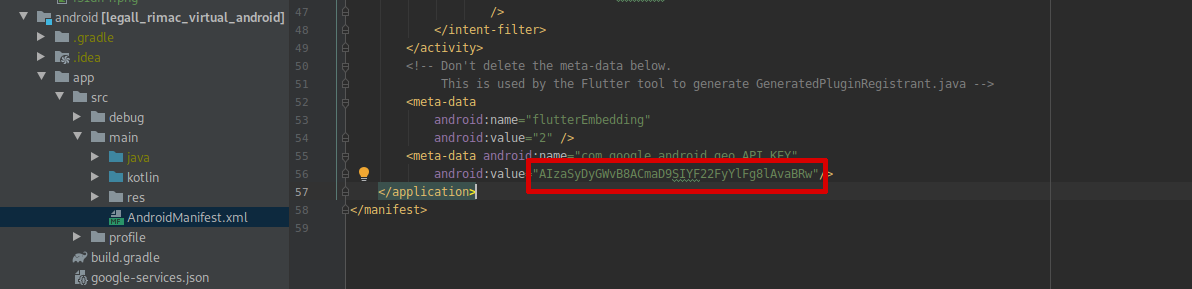 android [legall_rimac_virtual_android]
.gradle
.idea
app
src
debug
main
java
kotlin
res
AndroidManifest.xml
profile
build.gradle
google-services.json
47 />
48 </intent-filter>
49 </activity>
50 <!-- Don't delete the meta-data below.
51 This is used by the Flutter tool to generate GeneratedPluginRegistrant.java -->
52 <meta-data
53 android:name="flutterEmbedding"
54 android:value="2" />
55 <meta-data android:name="com.google.android.geo.API_KEY"
56 android:value="AIzaSyDyGWvB8ACmaD9SIYF22FyYlFg8lAvaBRw"/>
57 </application>
58 </manifest>
59